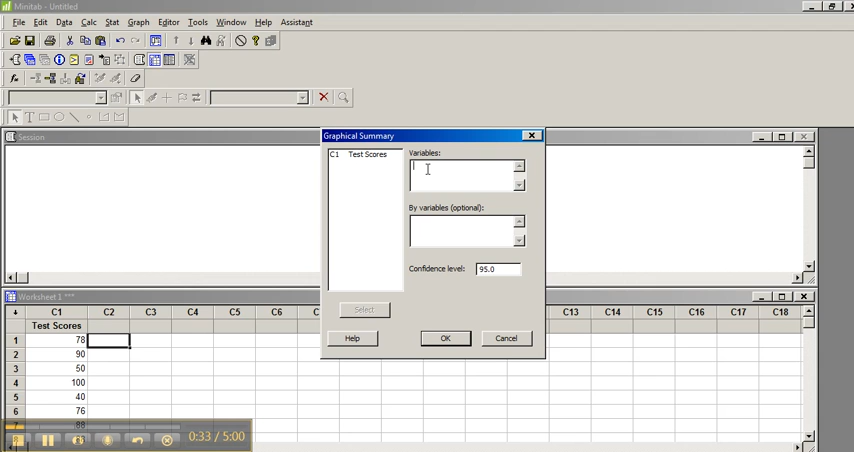 Minitab - Untitled
File Edit Data Calc Stat Graph Editor Tools Window Help Assistant
Session
Graphical Summary
C1 Test Scores
Variables:
By variables (optional):
Confidence level: 95.0
Select
Help OK Cancel
Worksheet 1 ***
C1 C2 C3 C4 C5 C6 C13 C14 C15 C16 C17 C18
Test Scores
1 78
2 90
3 50
4 100
5 40
6 76
7 88
8
0:33 / 5:00